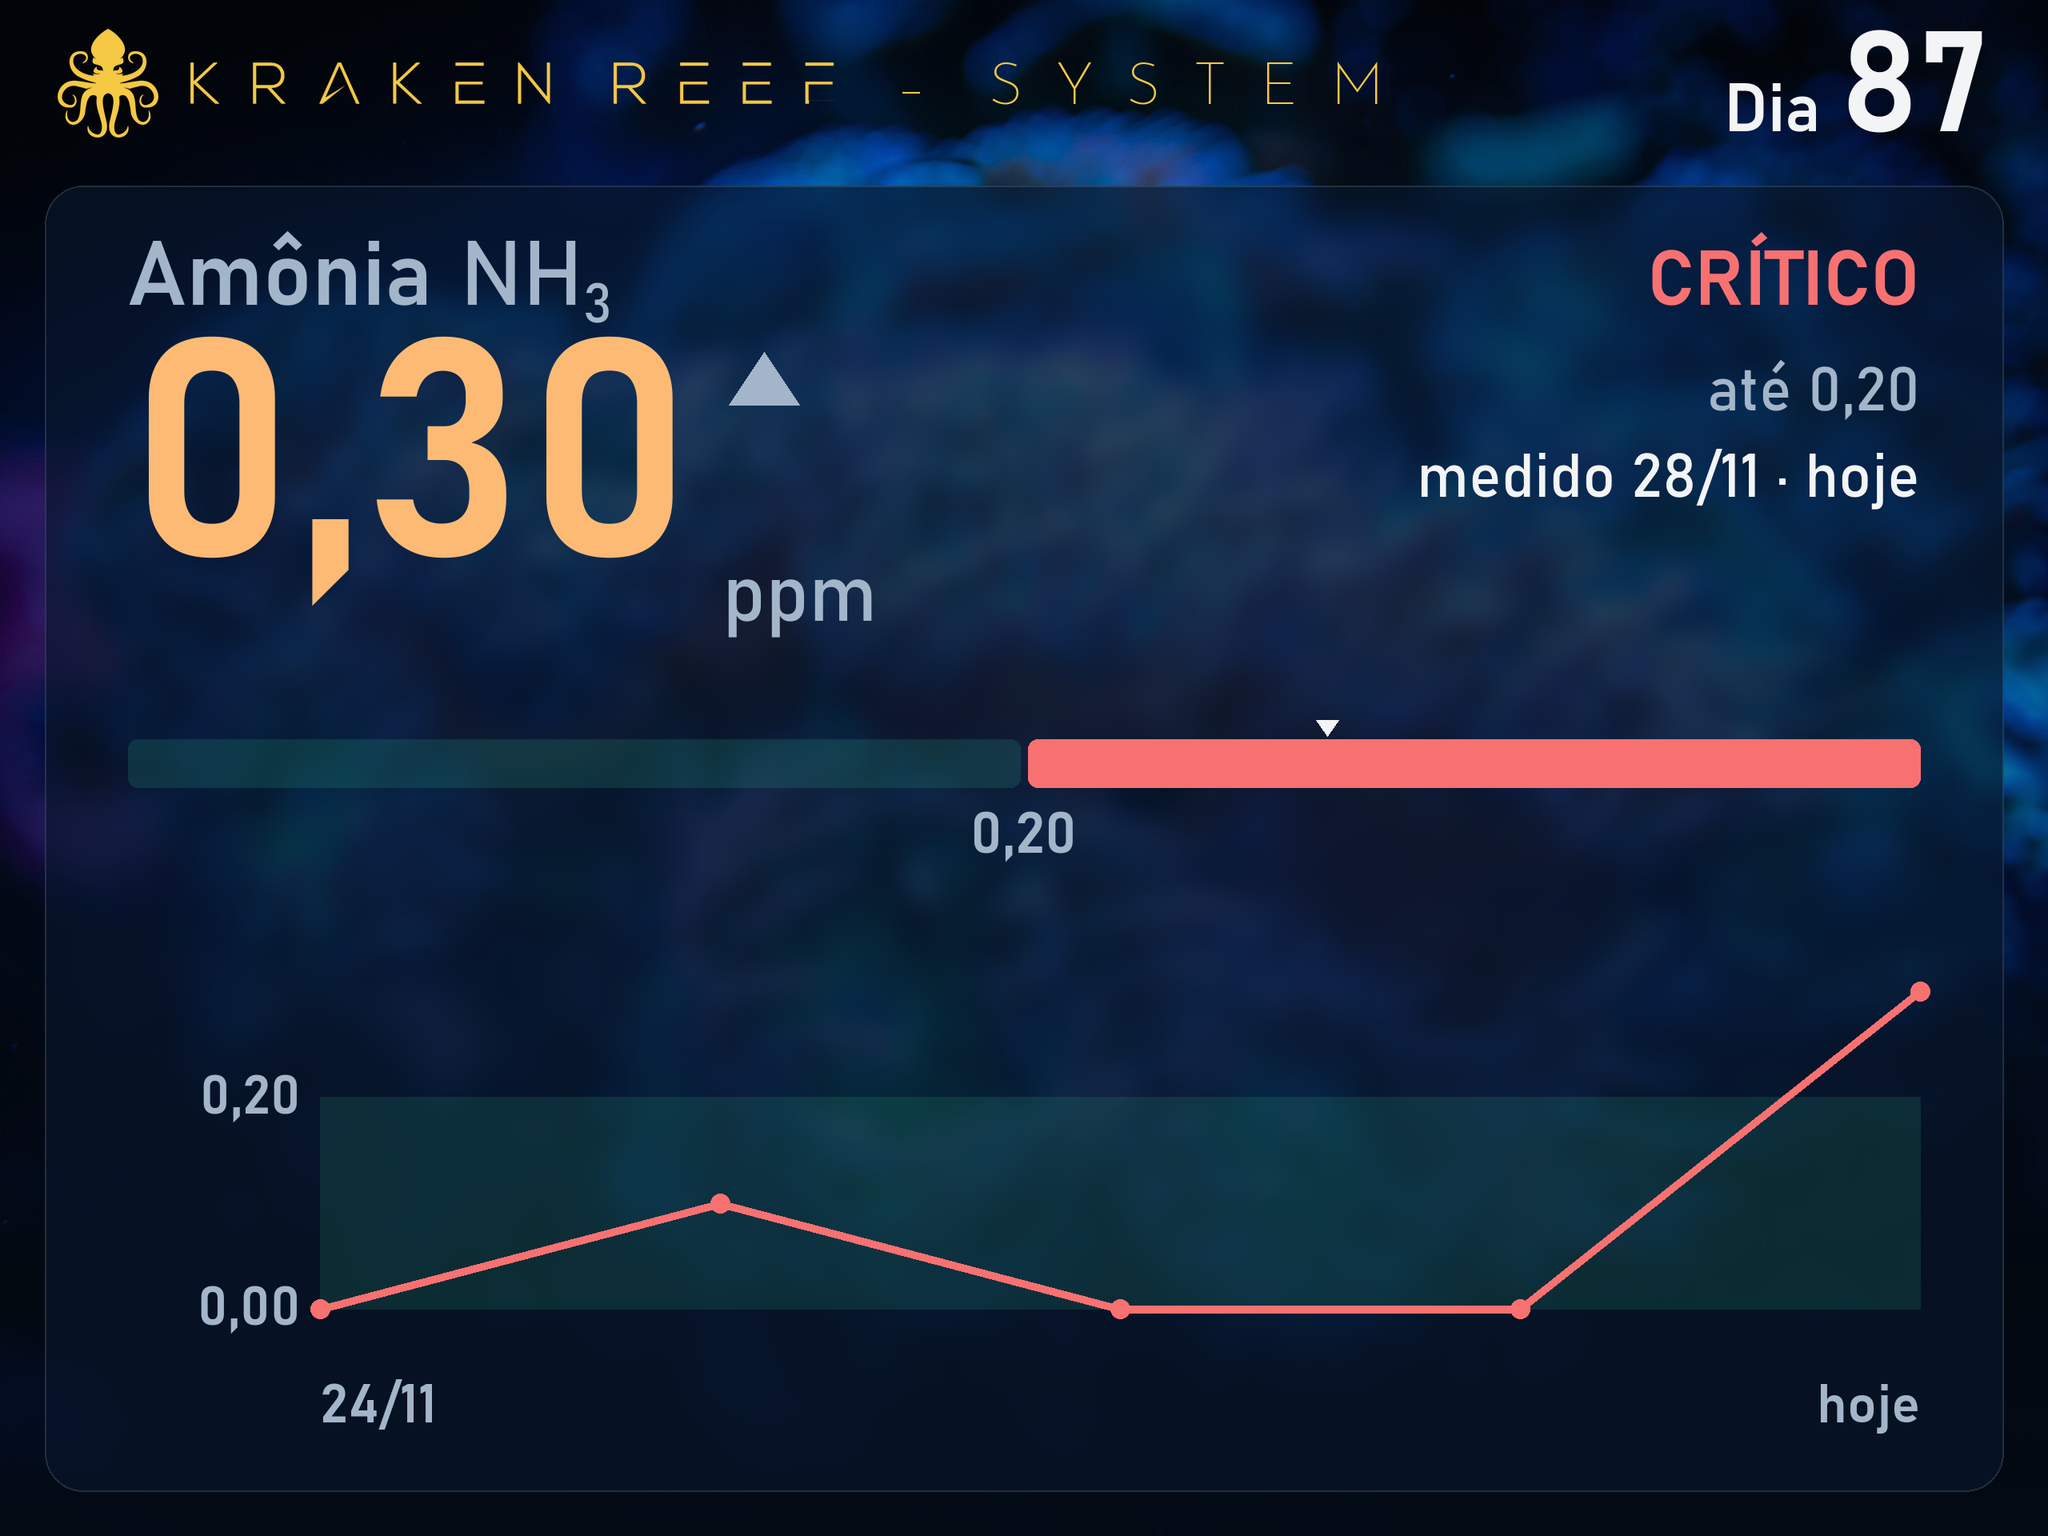 KRAKEN REEF - SYSTEM
Dia 87
Amônia NH₃
CRÍTICO
0,30
ppm
até 0,20
medido 28/11 · hoje
0,20
0,20
0,00
24/11
hoje